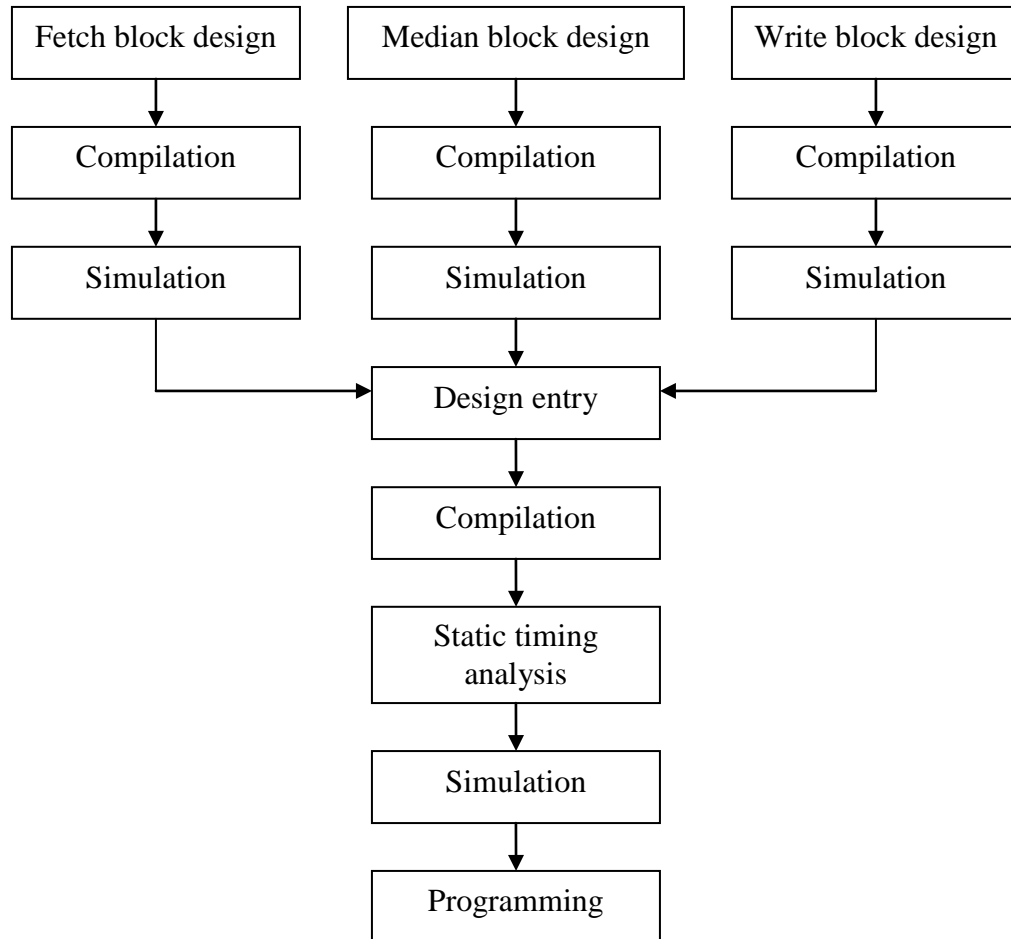 Fetch block design
Median block design
Write block design
Compilation
Compilation
Compilation
Simulation
Simulation
Simulation
Design entry
Compilation
Static timing
analysis
Simulation
Programming